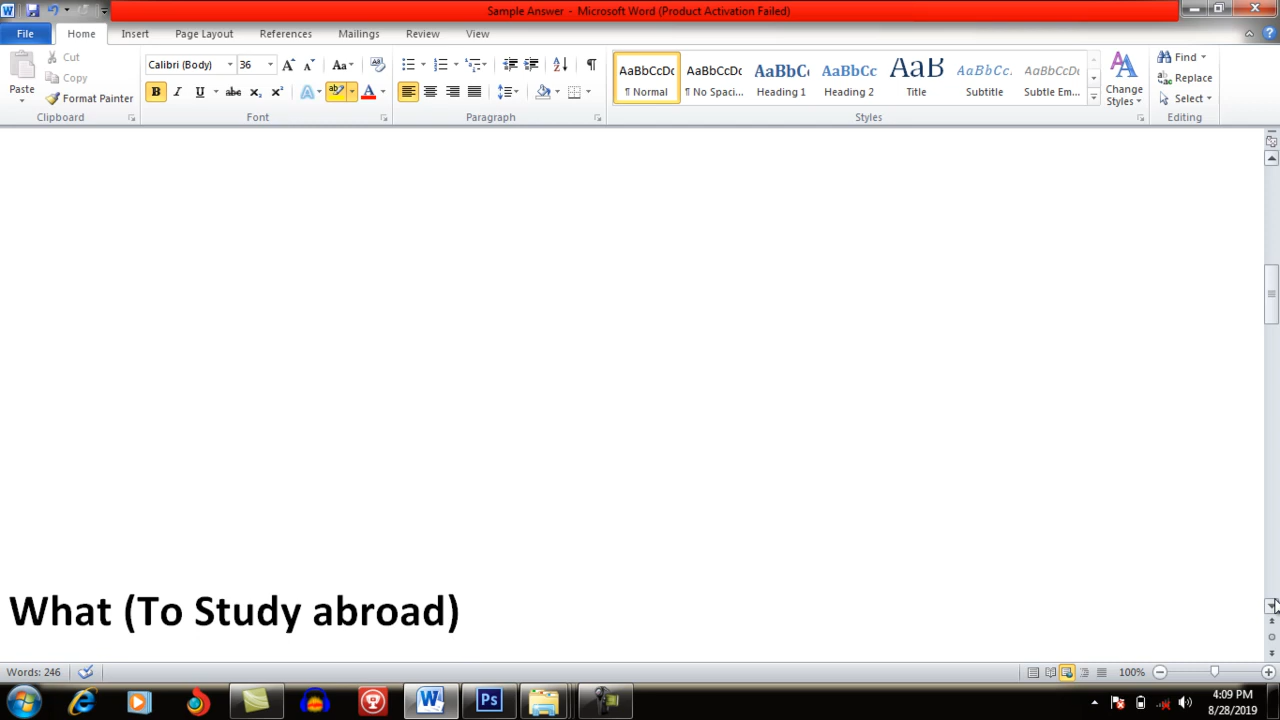 Sample Answer - Microsoft Word (Product Activation Failed)
File Home Insert Page Layout References Mailings Review View
Paste
Cut
Copy
Format Painter
Clipboard
Calibri (Body) 36
Font
Paragraph
AaBbCcDc
¶ Normal
AaBbCcDc
¶ No Spaci...
AaBbC
Heading 1
AaBbCc
Heading 2
AaB
Title
AaBbCc.
Subtitle
AaBbCcDc
Subtle Em...
Change
Styles
Styles
Find
Replace
Select
Editing
What (To Study abroad)
Words: 246
100%
4:09 PM
8/28/2019